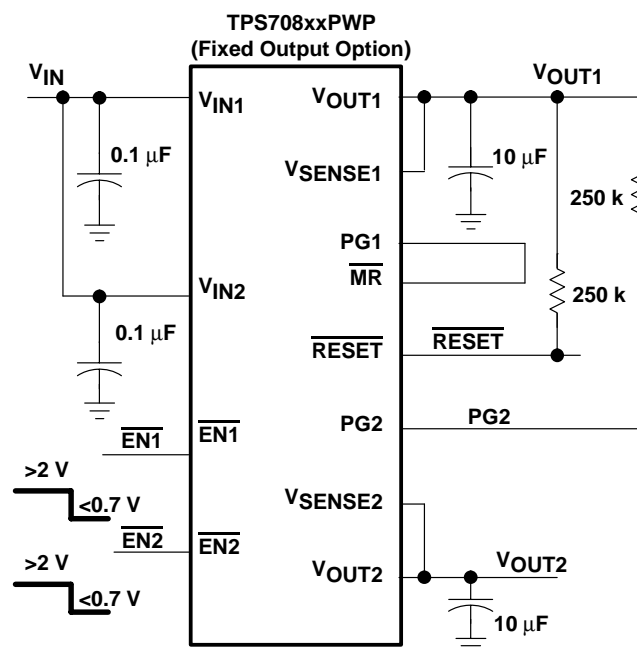 TPS708xxPWP
(Fixed Output Option)
VIN
VIN1
VOUT1
VOUT1
0.1 μF
10 μF
VSENSE1
250 k
PG1
MR
250 k
VIN2
0.1 μF
RESET
RESET
EN1
EN1
PG2
PG2
>2 V
<0.7 V
VSENSE2
EN2
EN2
>2 V
<0.7 V
VOUT2
VOUT2
10 μF